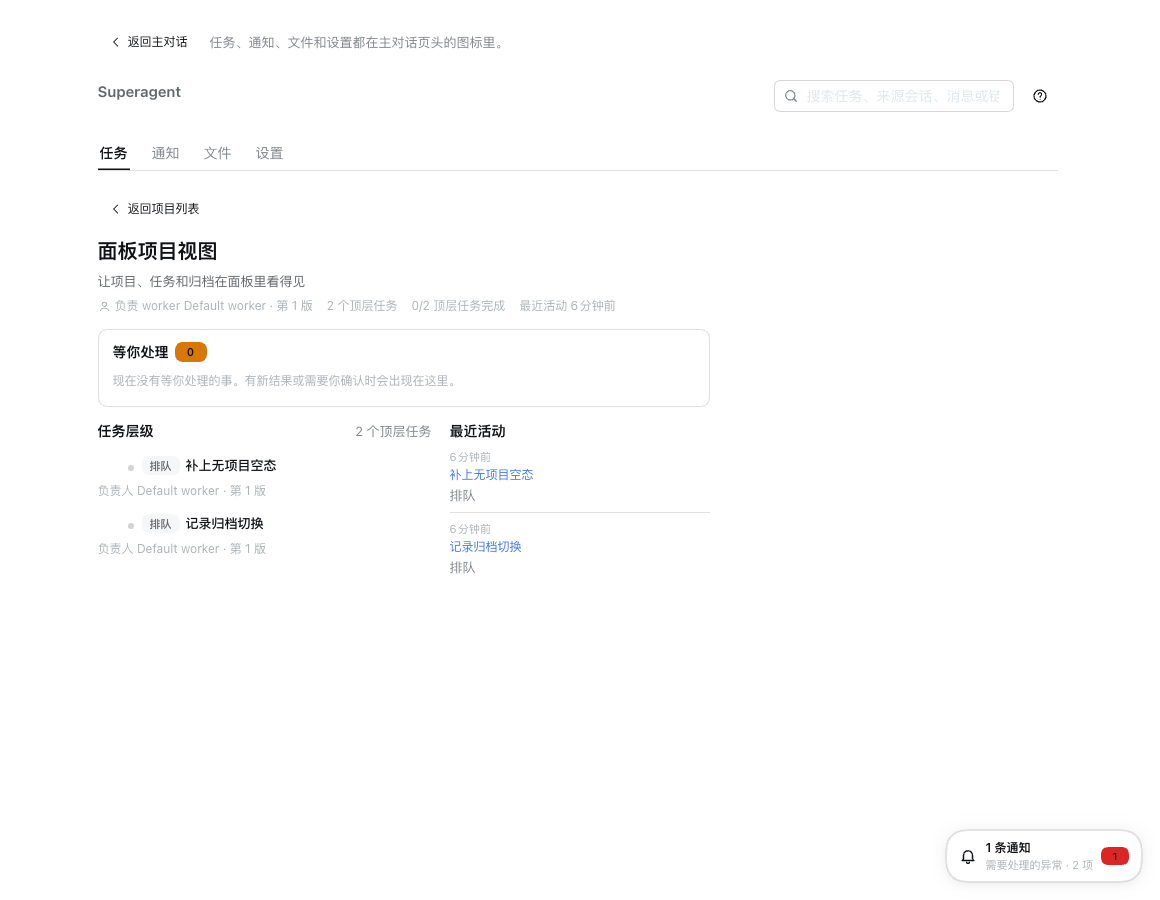 返回主对话 任务、通知、文件和设置都在主对话页头的图标里。
Superagent
搜索任务、来源会话、消息或链
任务 通知 文件 设置
返回项目列表
面板项目视图
让项目、任务和归档在面板里看得见
负责 worker Default worker · 第 1 版 2 个顶层任务 0/2 顶层任务完成 最近活动 6 分钟前
等你处理 0
现在没有等你处理的事。有新结果或需要你确认时会出现在这里。
任务层级 2 个顶层任务
排队 补上无项目空态
负责人 Default worker · 第 1 版
排队 记录归档切换
负责人 Default worker · 第 1 版
最近活动
6 分钟前
补上无项目空态
排队
6 分钟前
记录归档切换
排队
1 条通知
需要处理的异常 · 2 项
1